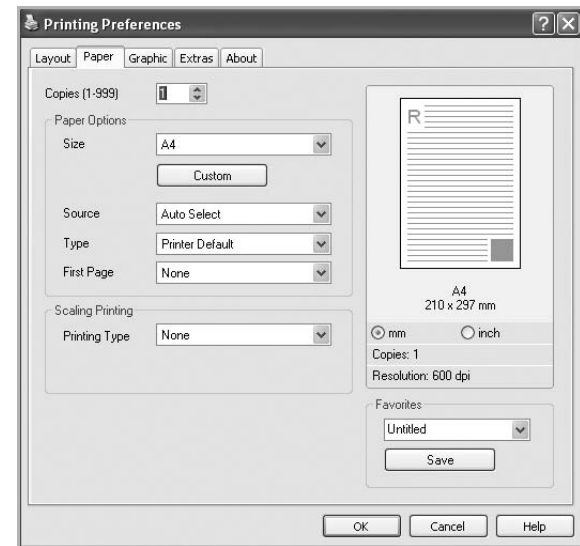 Printing Preferences
Layout Paper Graphic Extras About
Copies (1-999) 1
Paper Options
Size A4
Custom
Source Auto Select
Type Printer Default
First Page None
Scaling Printing
Printing Type None
R
A4
210 x 297 mm
mm inch
Copies: 1
Resolution: 600 dpi
Favorites
Untitled
Save
OK Cancel Help